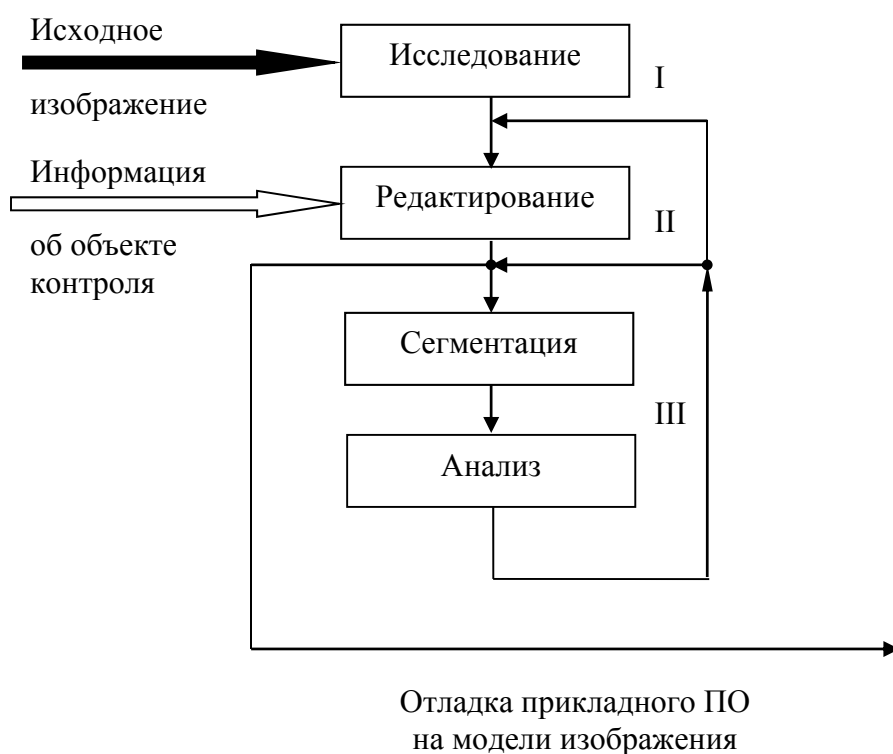 Исходное
изображение
Исследование
I
Информация
об объекте
контроля
Редактирование
II
Сегментация
III
Анализ
Отладка прикладного ПО
на модели изображения